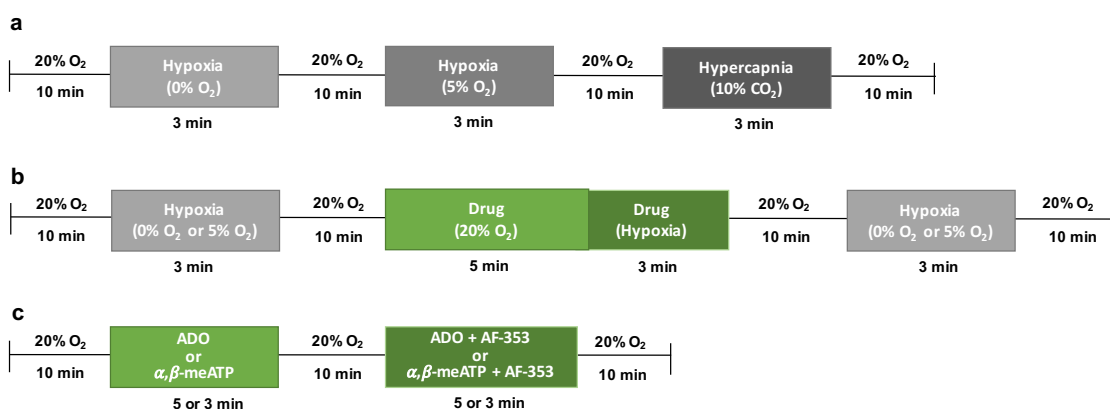 a
20% O₂ Hypoxia (0% O₂) 20% O₂ Hypoxia (5% O₂) 20% O₂ Hypercapnia (10% CO₂) 20% O₂
10 min 10 min 10 min 10 min
3 min 3 min 3 min
b
20% O₂ Hypoxia (0% O₂ or 5% O₂) 20% O₂ Drug (20% O₂) Drug (Hypoxia) 20% O₂ Hypoxia (0% O₂ or 5% O₂) 20% O₂
10 min 10 min 10 min 10 min
3 min 5 min 3 min 3 min
c
20% O₂ ADO or α,β-meATP 20% O₂ ADO + AF-353 or α,β-meATP + AF-353 20% O₂
10 min 10 min 10 min
5 or 3 min 5 or 3 min